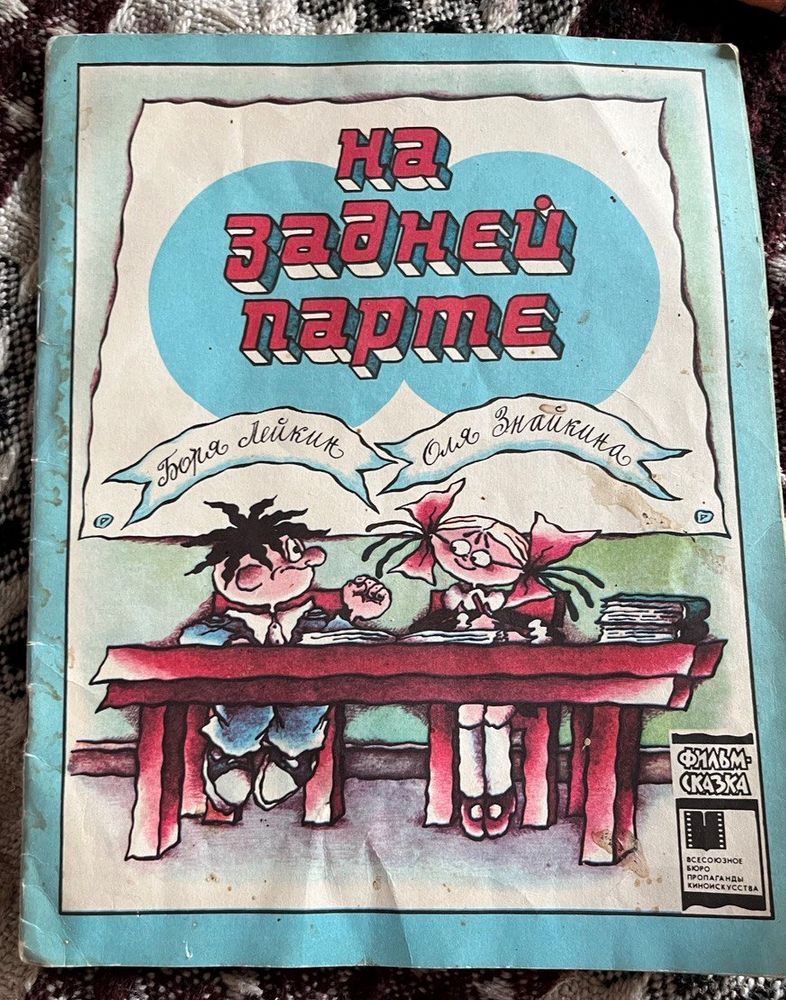 на
задней
парте
Боря Лейкин
Оля Знайкина
ФИЛЬМ-
СКАЗКА
ВСЕСОЮЗНОЕ
БЮРО
ПРОПАГАНДЫ
КИНОИСКУССТВА